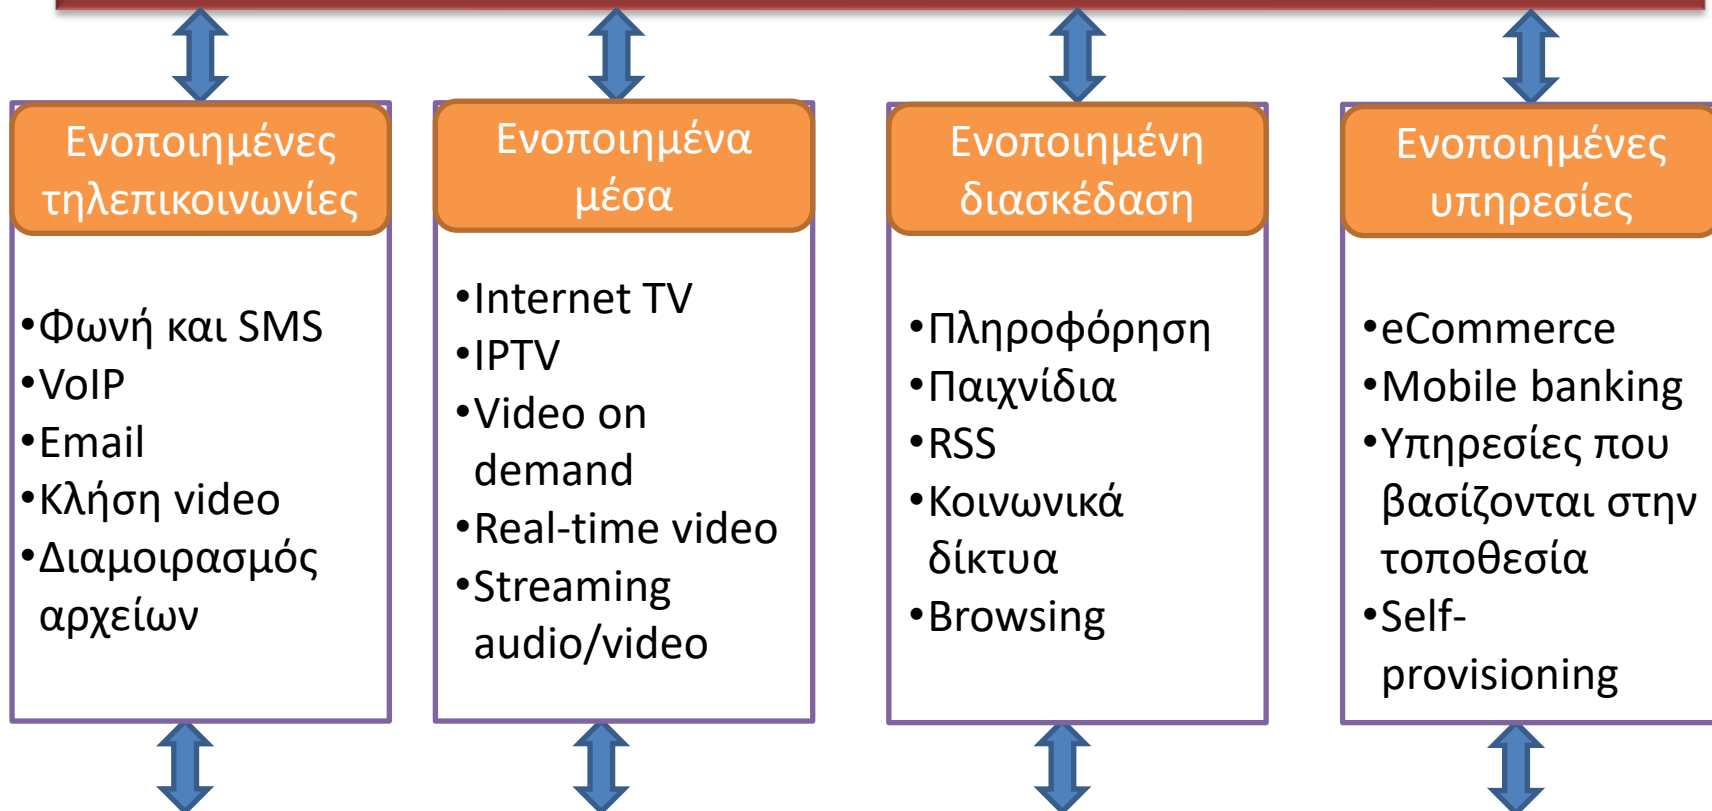 Ενοποιημένες
τηλεπικοινωνίες
•Φωνή και SMS
•VoIP
•Email
•Κλήση video
•Διαμοιρασμός
αρχείων
Ενοποιημένα
μέσα
•Internet TV
•IPTV
•Video on
demand
•Real-time video
•Streaming
audio/video
Ενοποιημένη
διασκέδαση
•Πληροφόρηση
•Παιχνίδια
•RSS
•Κοινωνικά
δίκτυα
•Browsing
Ενοποιημένες
υπηρεσίες
•eCommerce
•Mobile banking
•Υπηρεσίες που
βασίζονται στην
τοποθεσία
•Self-
provisioning